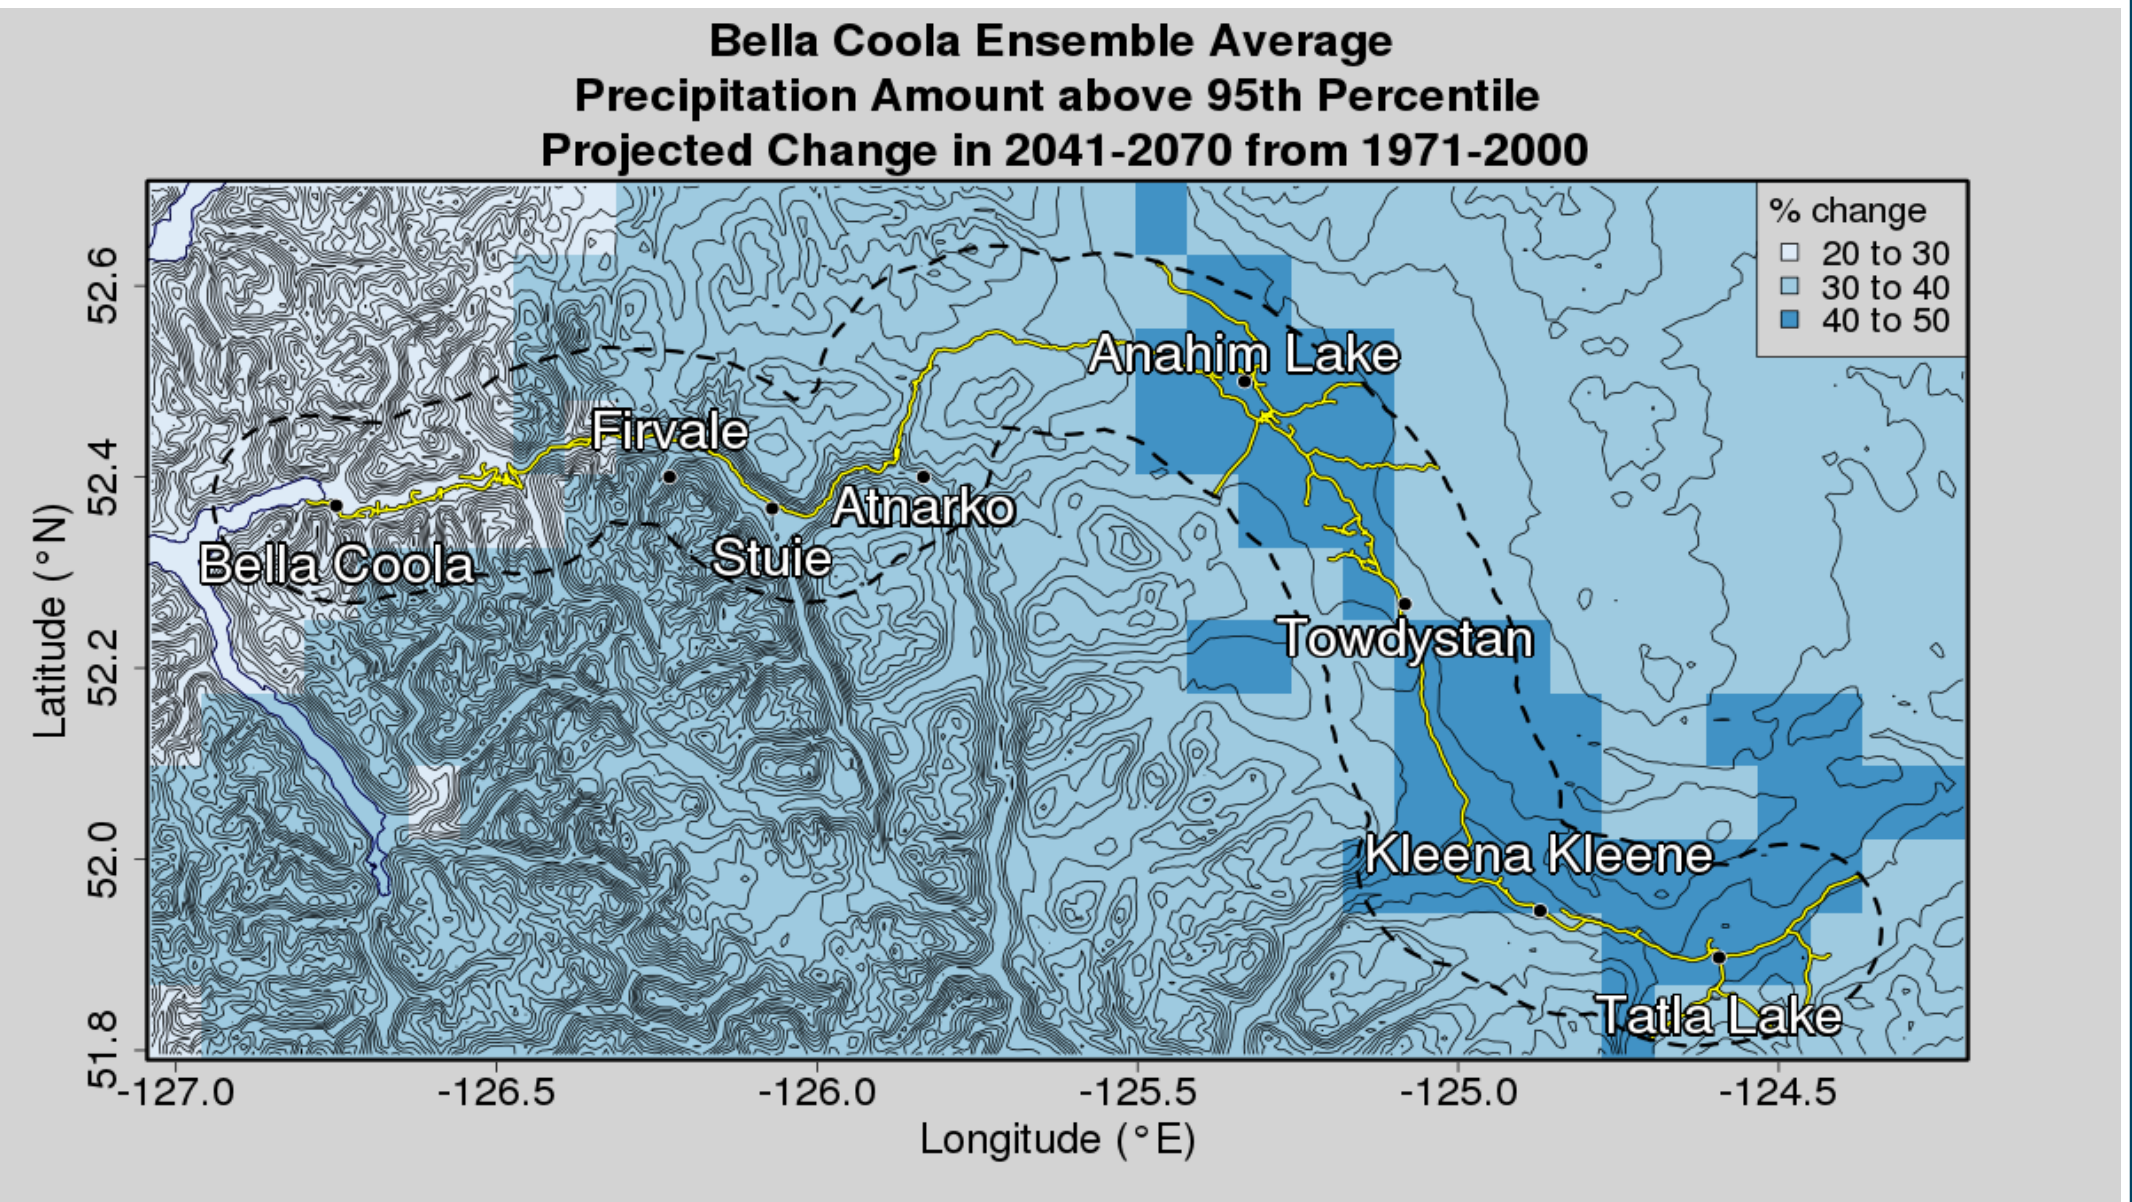 Bella Coola Ensemble Average
Precipitation Amount above 95th Percentile
Projected Change in 2041-2070 from 1971-2000
% change
20 to 30
30 to 40
40 to 50
52.6
52.4
52.2
52.0
51.8
Latitude (°N)
Anahim Lake
Firvale
Atnarko
Stuie
Bella Coola
Towdystan
Kleena Kleene
Tatla Lake
-127.0
-126.5
-126.0
-125.5
-125.0
-124.5
Longitude (°E)